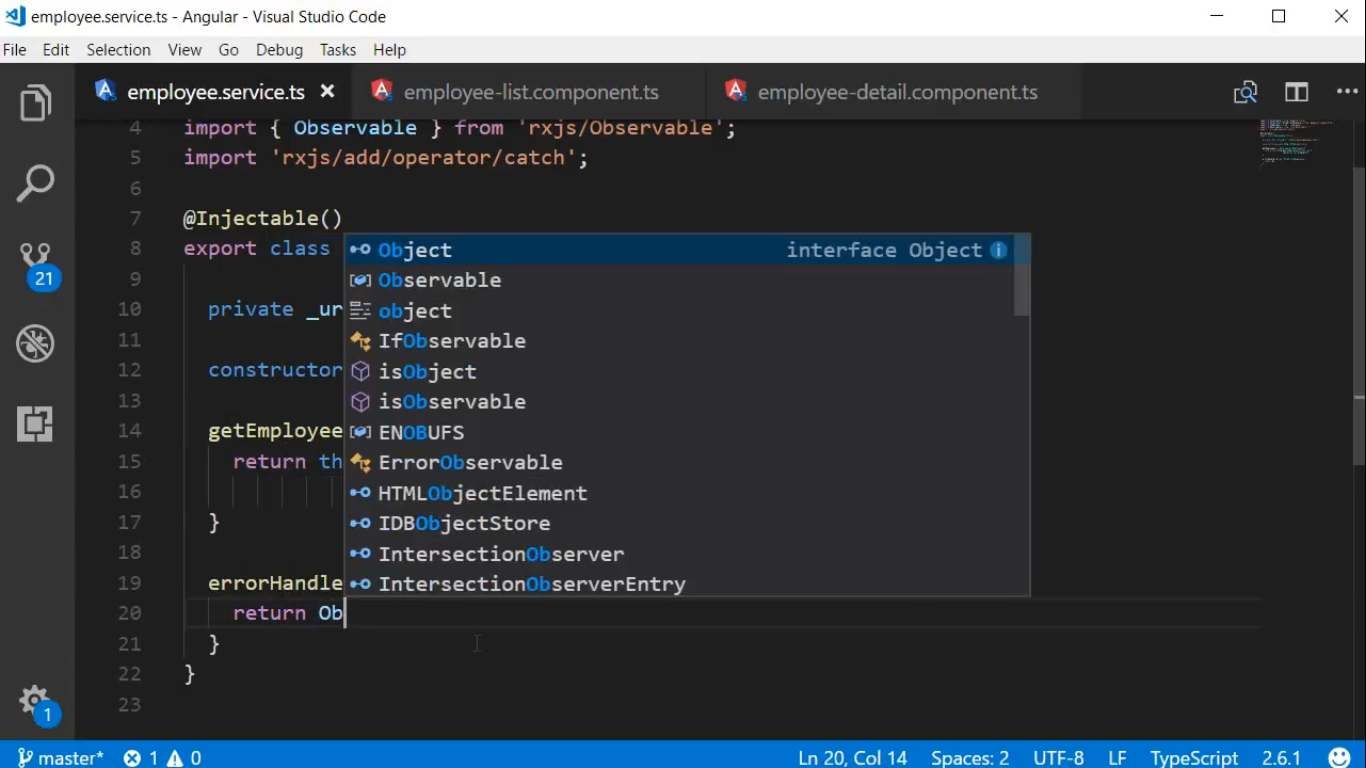 employee.service.ts - Angular - Visual Studio Code
File Edit Selection View Go Debug Tasks Help
employee.service.ts employee-list.component.ts employee-detail.component.ts
4 import { Observable } from 'rxjs/Observable';
5 import 'rxjs/add/operator/catch';
6
7 @Injectable()
8 export class
9
10 private _ur
11
12 constructor
13
14 getEmployee
15 return th
16
17 }
18
19 errorHandle
20 return Ob
21 }
22 }
23
Object interface Object
Observable
object
IfObservable
isObject
isObservable
ENOBUFS
ErrorObservable
HTMLObjectElement
IDBObjectStore
IntersectionObserver
IntersectionObserverEntry
21
1
master* 1 0 Ln 20, Col 14 Spaces: 2 UTF-8 LF TypeScript 2.6.1